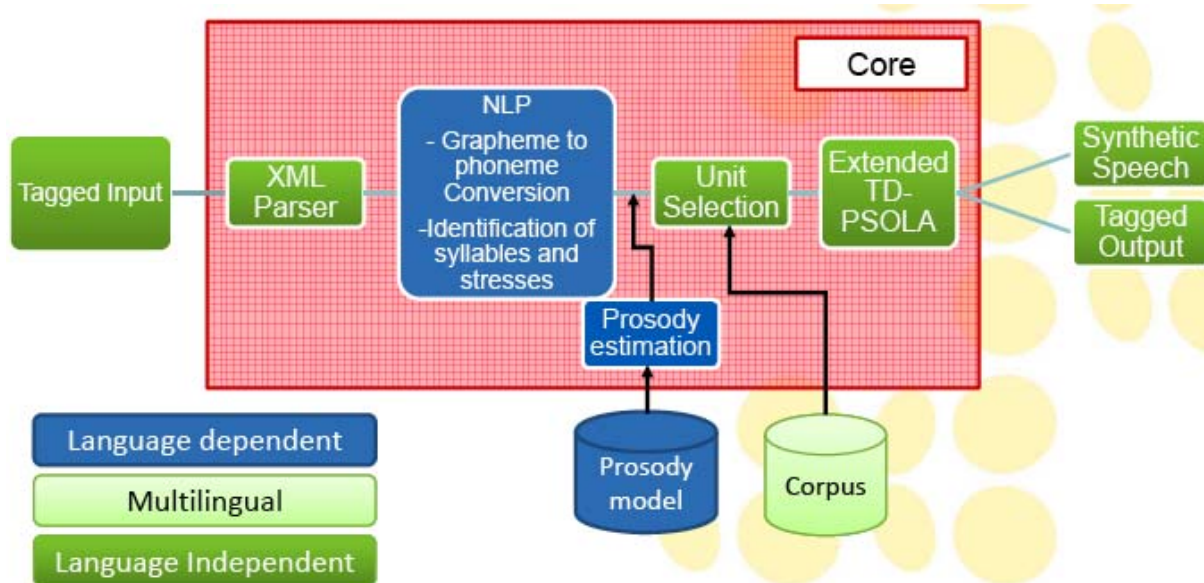 Core
Tagged Input
XML
Parser
NLP
- Grapheme to
phoneme
Conversion
-Identification of
syllables and
stresses
Prosody
estimation
Unit
Selection
Extended
TD-
PSOLA
Synthetic
Speech
Tagged
Output
Prosody
model
Corpus
Language dependent
Multilingual
Language Independent